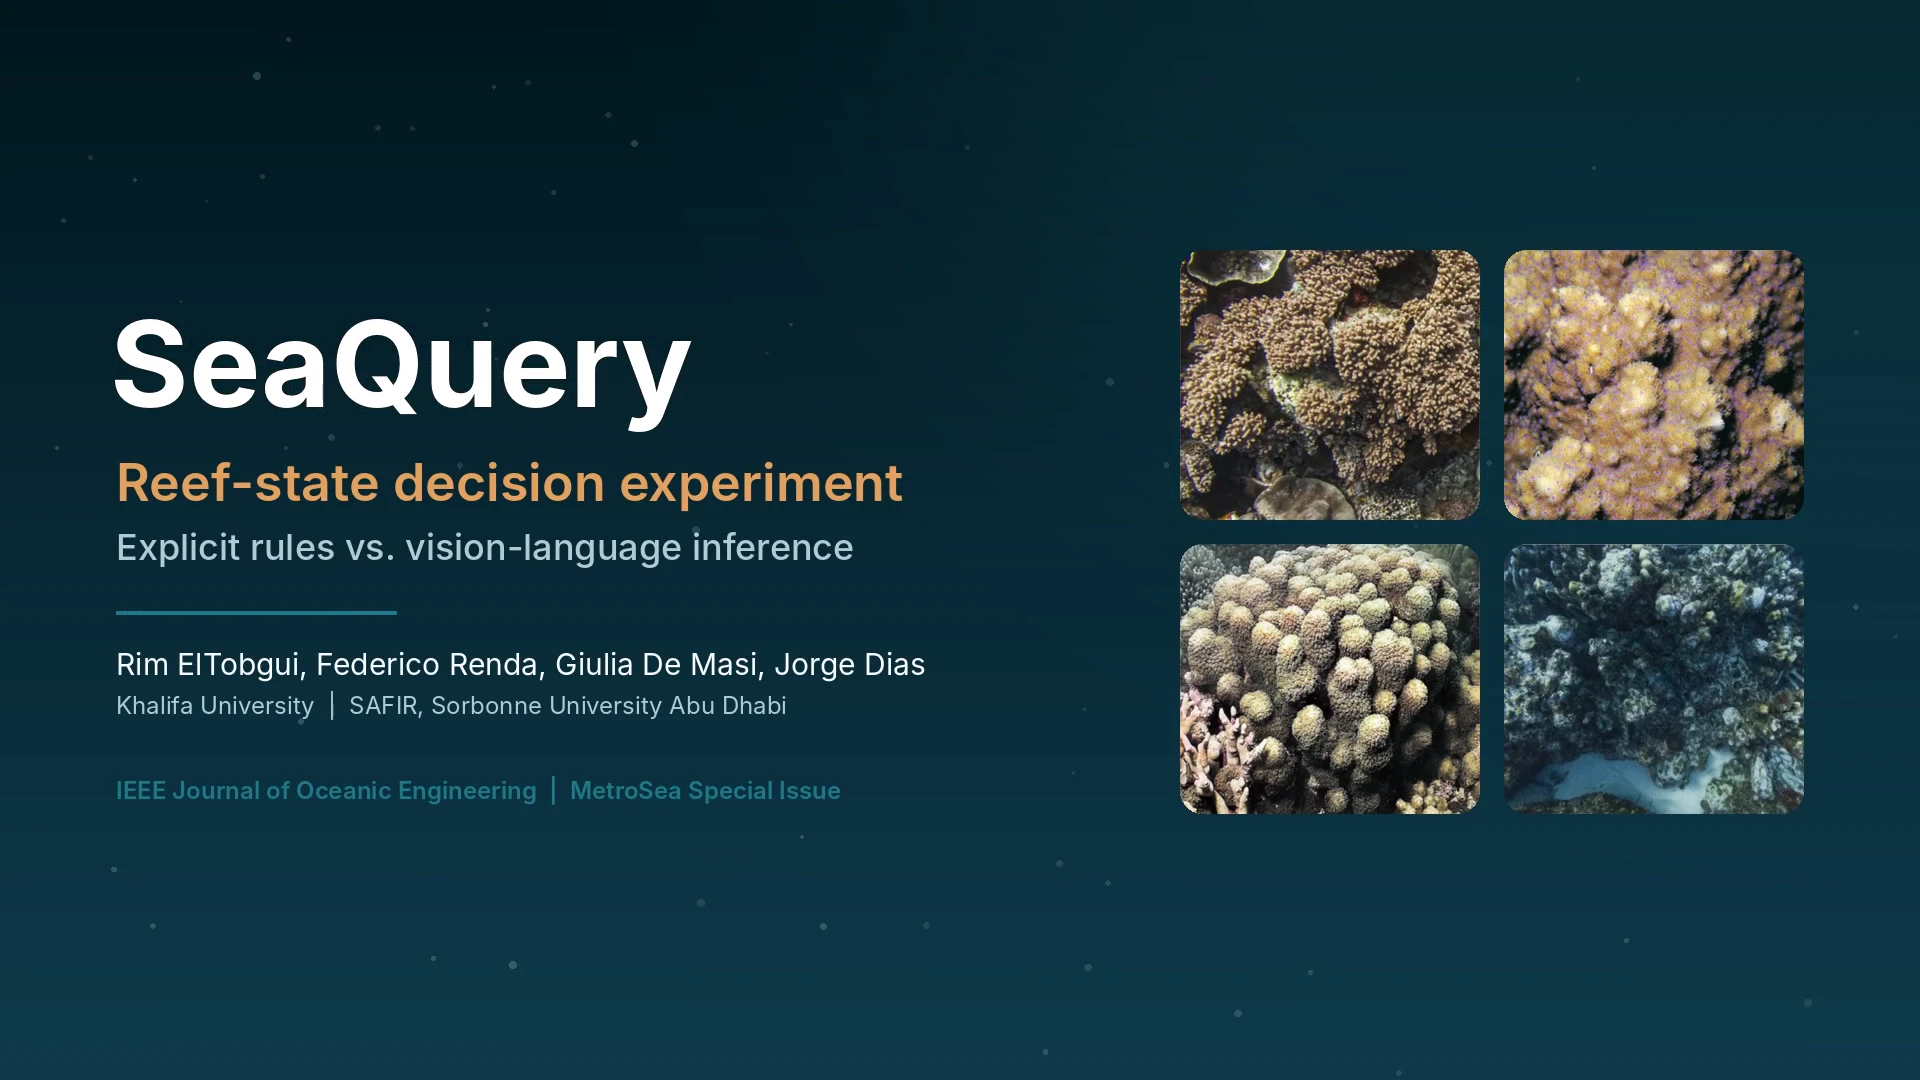 SeaQuery
Reef-state decision experiment
Explicit rules vs. vision-language inference
Rim ElTobgui, Federico Renda, Giulia De Masi, Jorge Dias
Khalifa University | SAFIR, Sorbonne University Abu Dhabi
IEEE Journal of Oceanic Engineering | MetroSea Special Issue